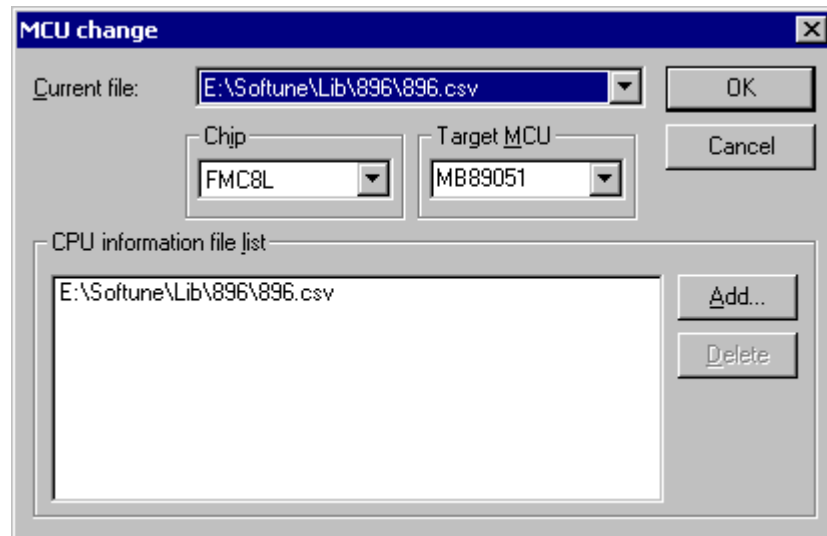 MCU change
Current file: E:\Softune\Lib\896\896.csv OK
Chip Target MCU Cancel
FMC8L MB89051
CPU information file list
E:\Softune\Lib\896\896.csv Add...
Delete